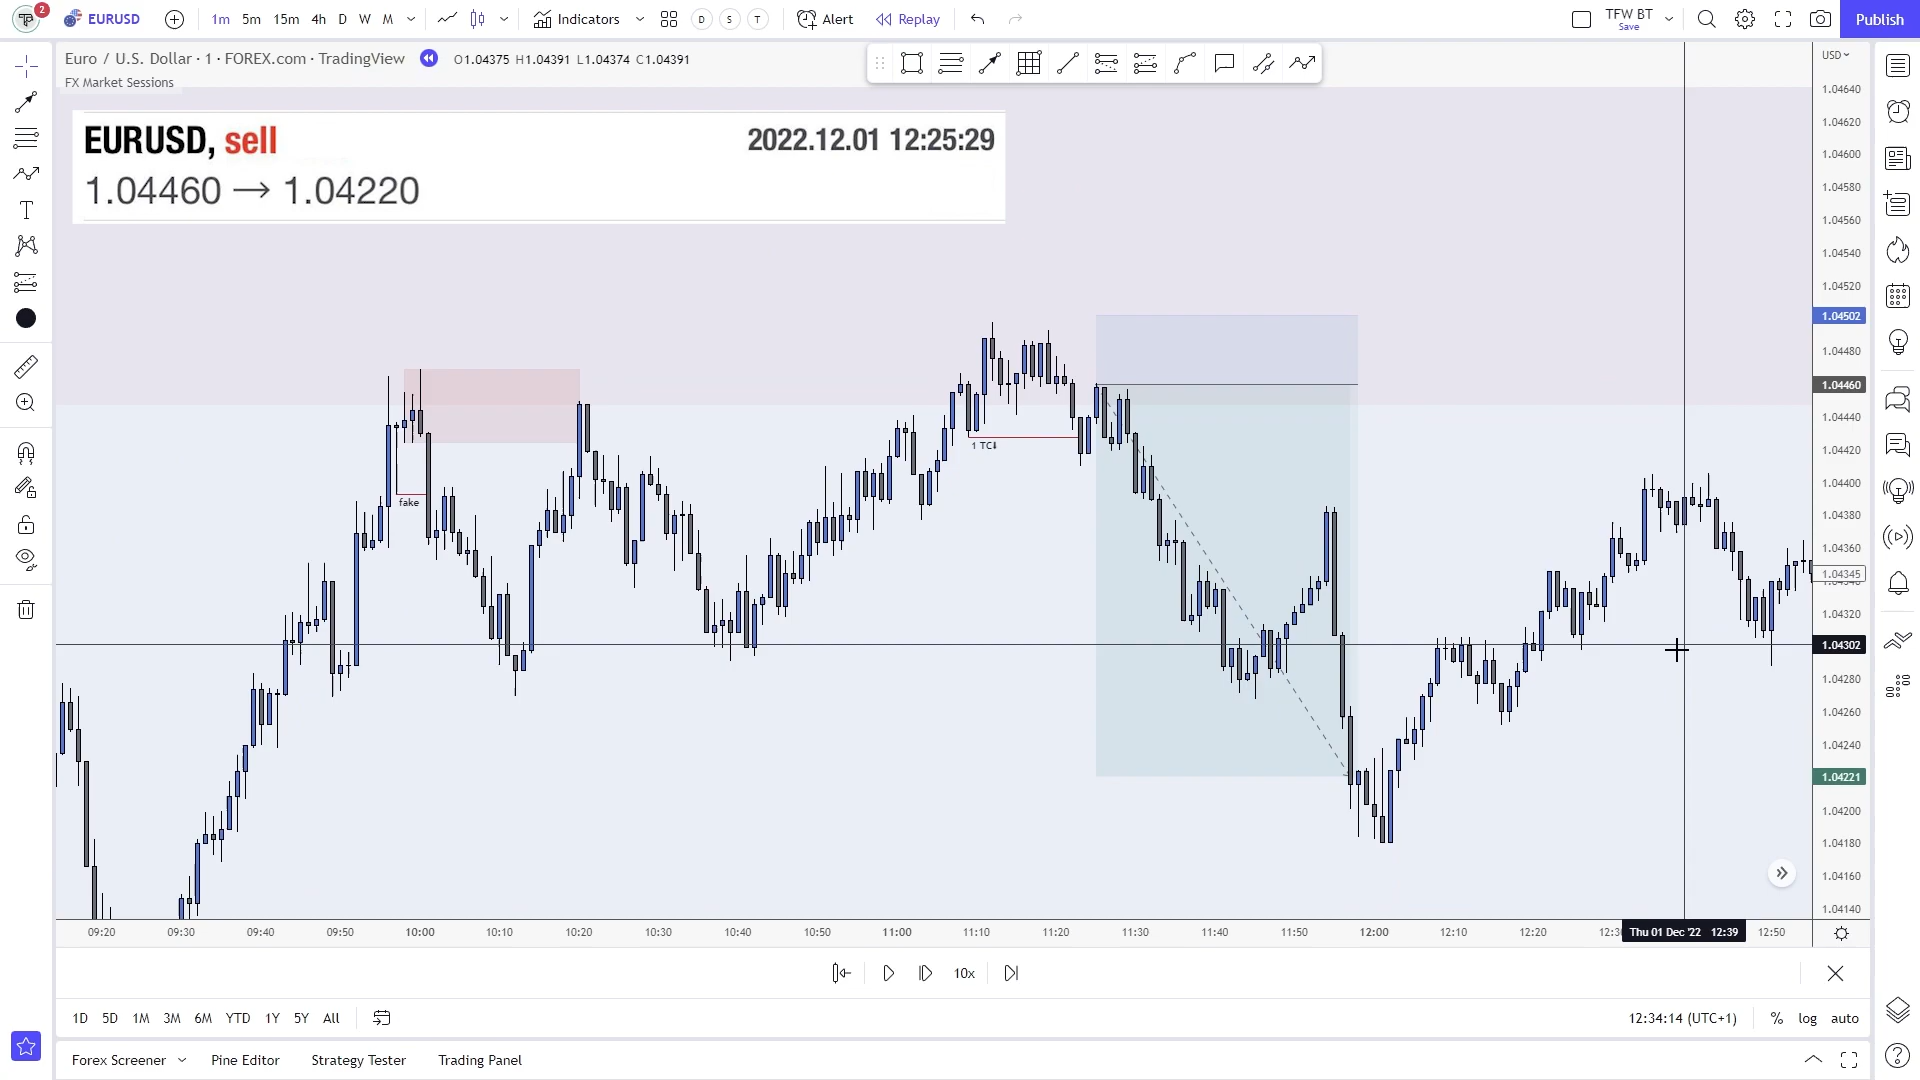 2
EURUSD
1m 5m 15m 4h D W M
Indicators
D S T
Alert
Replay
TFW BT
Save
Publish
Euro / U.S. Dollar · 1 · FOREX.com · TradingView
O1.04375 H1.04391 L1.04374 C1.04391
FX Market Sessions
USD
EURUSD, sell
2022.12.01 12:25:29
1.04460 → 1.04220
1.04640
1.04620
1.04600
1.04580
1.04560
1.04540
1.04520
1.04502
1.04480
1.04460
1.04440
1.04420
1.04400
1.04380
1.04360
1.04345
1.04320
1.04302
1.04280
1.04260
1.04240
1.04221
1.04200
1.04180
1.04160
1.04140
1 TC⬇
fake
09:20 09:30 09:40 09:50 10:00 10:10 10:20 10:30 10:40 10:50 11:00 11:10 11:20 11:30 11:40 11:50 12:00 12:10 12:20 Thu 01 Dec '22 12:39 12:50
10x
1D 5D 1M 3M 6M YTD 1Y 5Y All
12:34:14 (UTC+1) % log auto
Forex Screener Pine Editor Strategy Tester Trading Panel